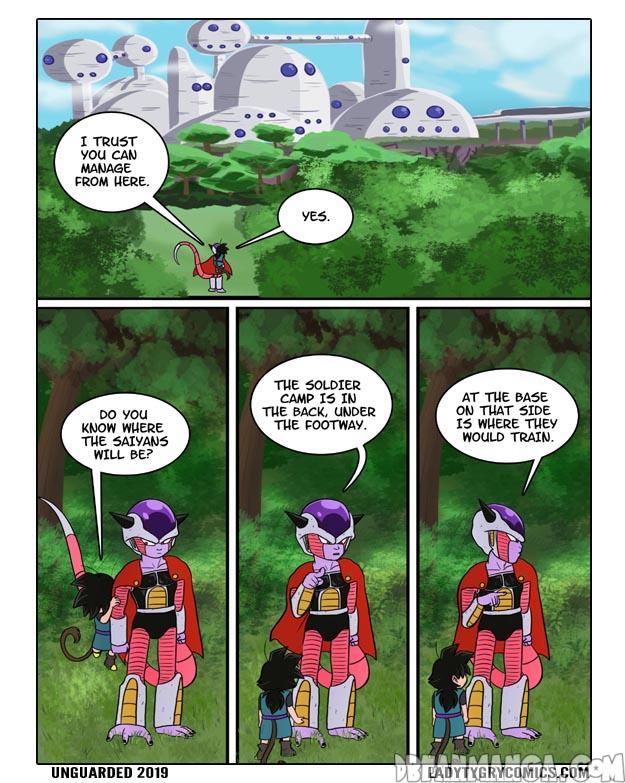 I TRUST
YOU CAN
MANAGE
FROM HERE.
YES.
DO YOU
KNOW WHERE
THE SAIYANS
WILL BE?
THE SOLDIER
CAMP IS IN
THE BACK, UNDER
THE FOOTWAY.
AT THE BASE
ON THAT SIDE
IS WHERE THEY
WOULD TRAIN.
UNGUARDED 2019
LADYTYGRYCOMICS.COM
DBFANMANGA.COM